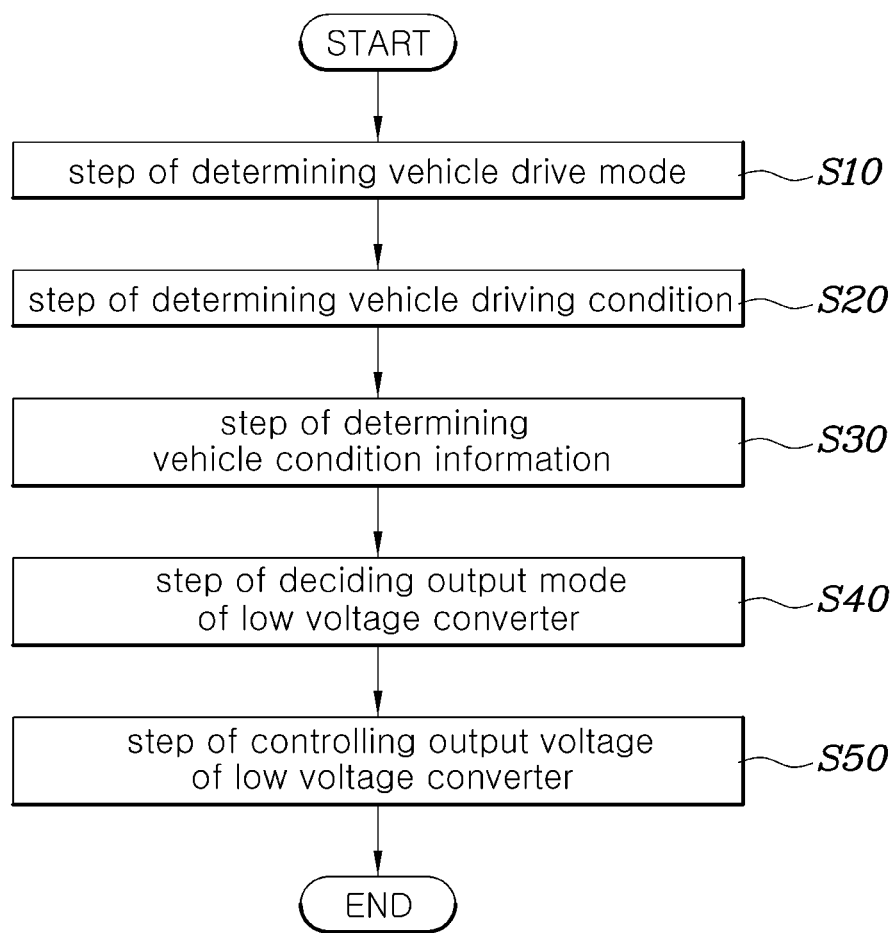 START
step of determining vehicle drive mode
S10
step of determining vehicle driving condition
S20
step of determining
vehicle condition information
S30
step of deciding output mode
of low voltage converter
S40
step of controlling output voltage
of low voltage converter
S50
END